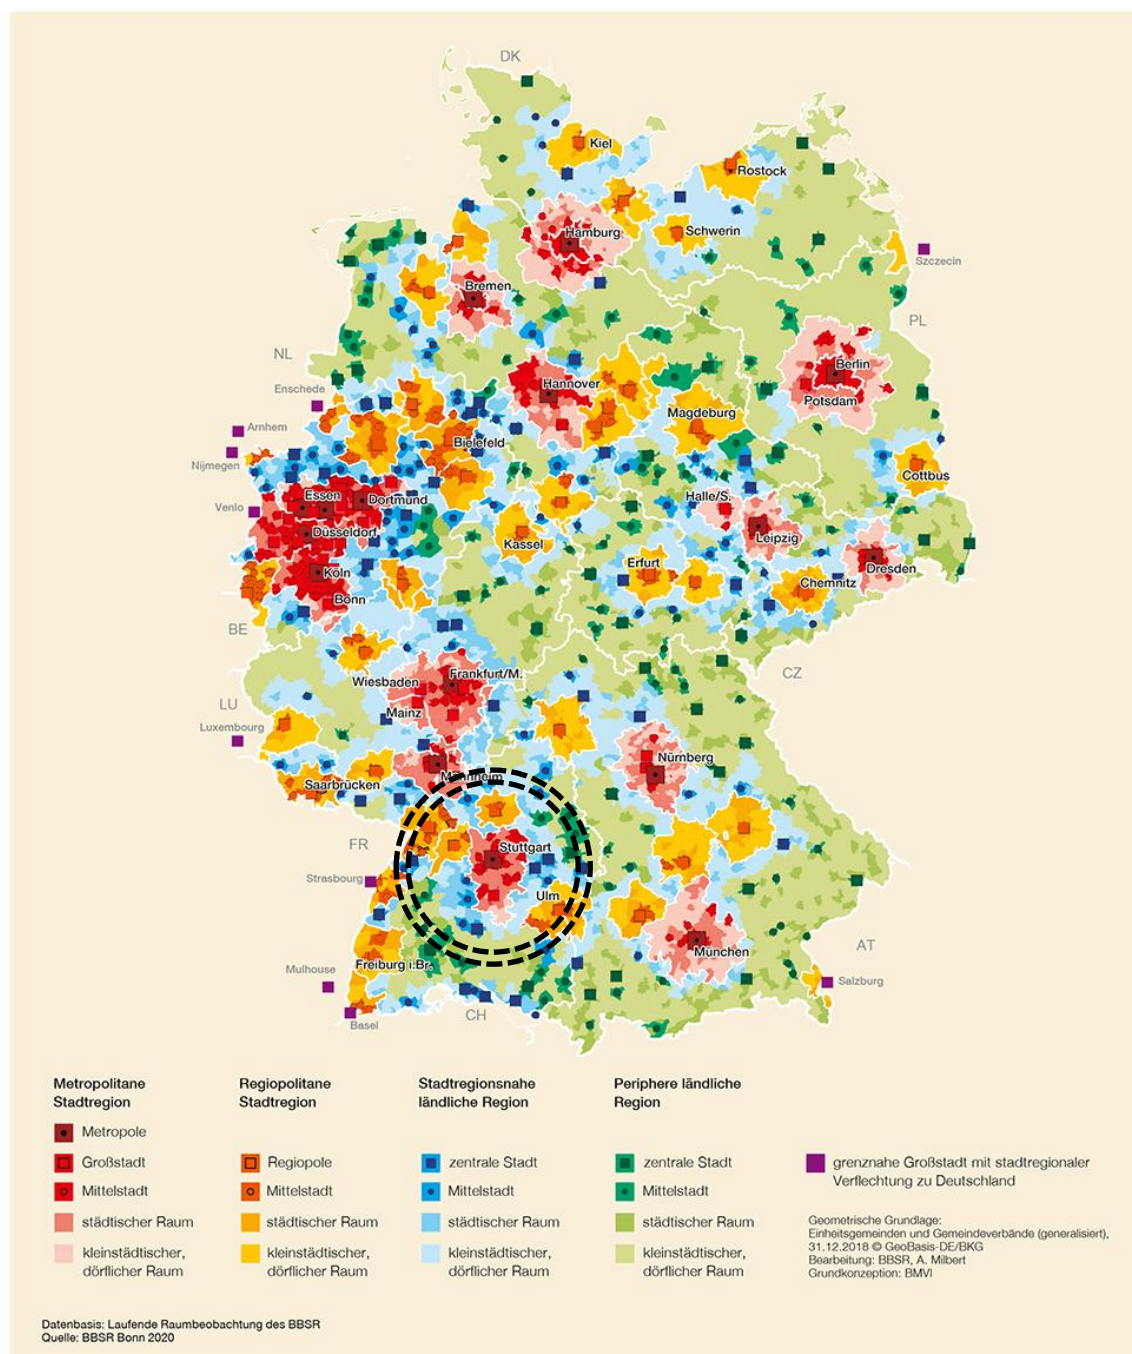 DK
Kiel
Rostock
Hamburg
Schwerin
Szczecin
Bremen
PL
NL
Enschede
Hannover
Berlin
Potsdam
Magdeburg
Arnhem
Bielefeld
Nijmegen
Cottbus
Essen
Dortmund
Halle/S.
Venlo
Düsseldorf
Leipzig
Kassel
Erfurt
Dresden
Köln
Chemnitz
Bonn
BE
CZ
Frankfurt/M.
Wiesbaden
LU
Mainz
Luxembourg
Nürnberg
Mannheim
Saarbrücken
FR
Stuttgart
Strasbourg
Ulm
AT
München
Freiburg i.Br.
Mulhouse
Salzburg
CH
Basel
Metropolitane
Stadtregion
Metropole
Großstadt
Mittelstadt
städtischer Raum
kleinstädtischer,
dörflicher Raum
Regiopolitane
Stadtregion
Regiopole
Mittelstadt
städtischer Raum
kleinstädtischer,
dörflicher Raum
Stadtregionsnahe
ländliche Region
zentrale Stadt
Mittelstadt
städtischer Raum
kleinstädtischer,
dörflicher Raum
Periphere ländliche
Region
zentrale Stadt
Mittelstadt
städtischer Raum
kleinstädtischer,
dörflicher Raum
grenznahe Großstadt mit stadtregionaler
Verflechtung zu Deutschland
Geometrische Grundlage:
Einheitsgemeinden und Gemeindeverbände (generalisiert),
31.12.2018 © GeoBasis-DE/BKG
Bearbeitung: BBSR, A. Milbert
Grundkonzeption: BMVI
Datenbasis: Laufende Raumbeobachtung des BBSR
Quelle: BBSR Bonn 2020